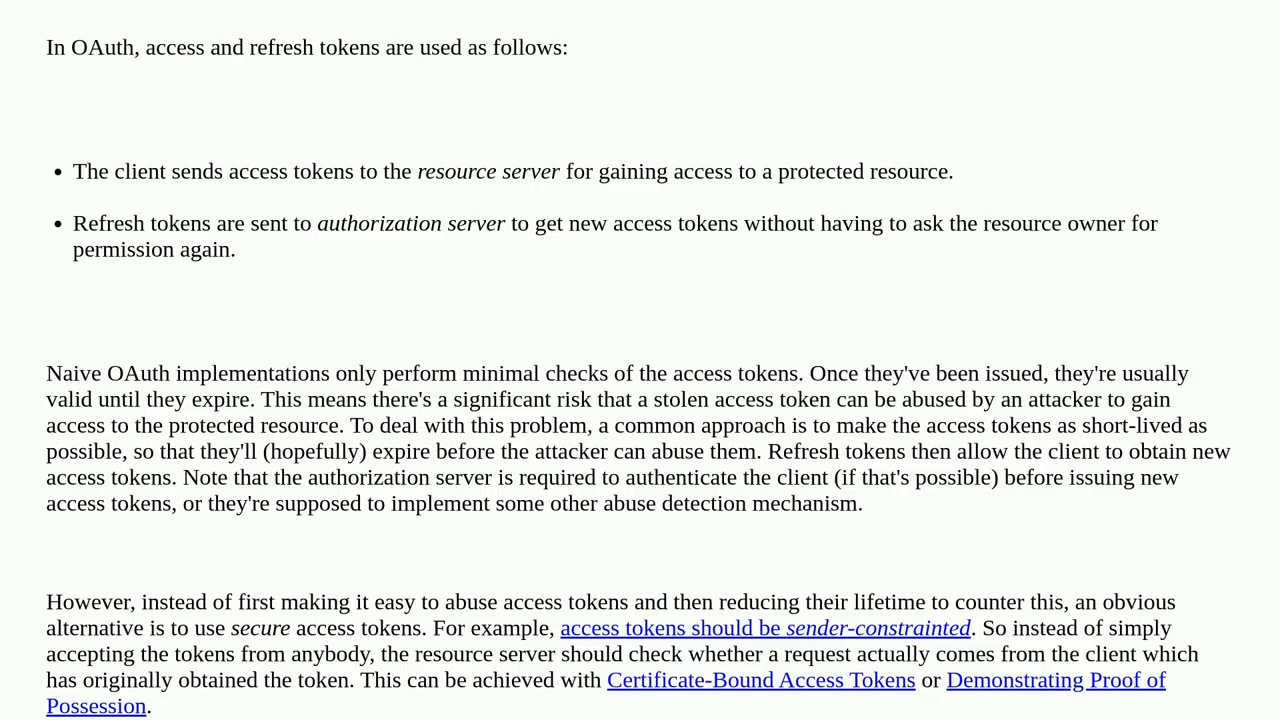 In OAuth, access and refresh tokens are used as follows:
• The client sends access tokens to the resource server for gaining access to a protected resource.
• Refresh tokens are sent to authorization server to get new access tokens without having to ask the resource owner for
permission again.
Naive OAuth implementations only perform minimal checks of the access tokens. Once they've been issued, they're usually
valid until they expire. This means there's a significant risk that a stolen access token can be abused by an attacker to gain
access to the protected resource. To deal with this problem, a common approach is to make the access tokens as short-lived as
possible, so that they'll (hopefully) expire before the attacker can abuse them. Refresh tokens then allow the client to obtain new
access tokens. Note that the authorization server is required to authenticate the client (if that's possible) before issuing new
access tokens, or they're supposed to implement some other abuse detection mechanism.
However, instead of first making it easy to abuse access tokens and then reducing their lifetime to counter this, an obvious
alternative is to use secure access tokens. For example, access tokens should be sender-constrainted. So instead of simply
accepting the tokens from anybody, the resource server should check whether a request actually comes from the client which
has originally obtained the token. This can be achieved with Certificate-Bound Access Tokens or Demonstrating Proof of
Possession.